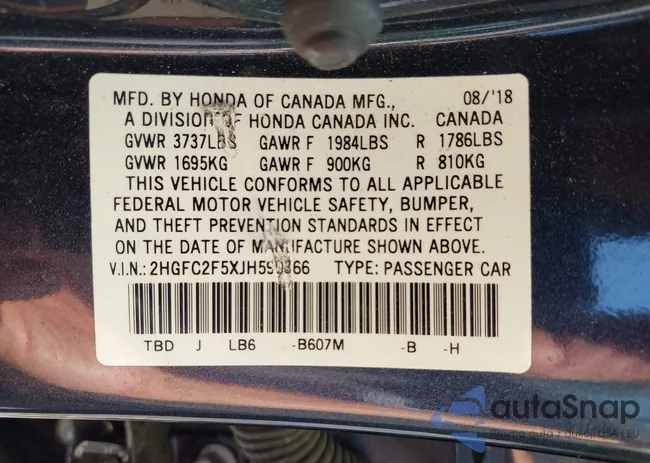 MFD. BY HONDA OF CANADA MFG., 08/'18
A DIVISION OF HONDA CANADA INC. CANADA
GVWR 3737LBS GAWR F 1984LBS R 1786LBS
GVWR 1695KG GAWR F 900KG R 810KG
THIS VEHICLE CONFORMS TO ALL APPLICABLE
FEDERAL MOTOR VEHICLE SAFETY, BUMPER,
AND THEFT PREVENTION STANDARDS IN EFFECT
ON THE DATE OF MANUFACTURE SHOWN ABOVE.
V.I.N.: TYPE: PASSENGER CAR
TBD J LB6 -B607M -B -H
autaSnap